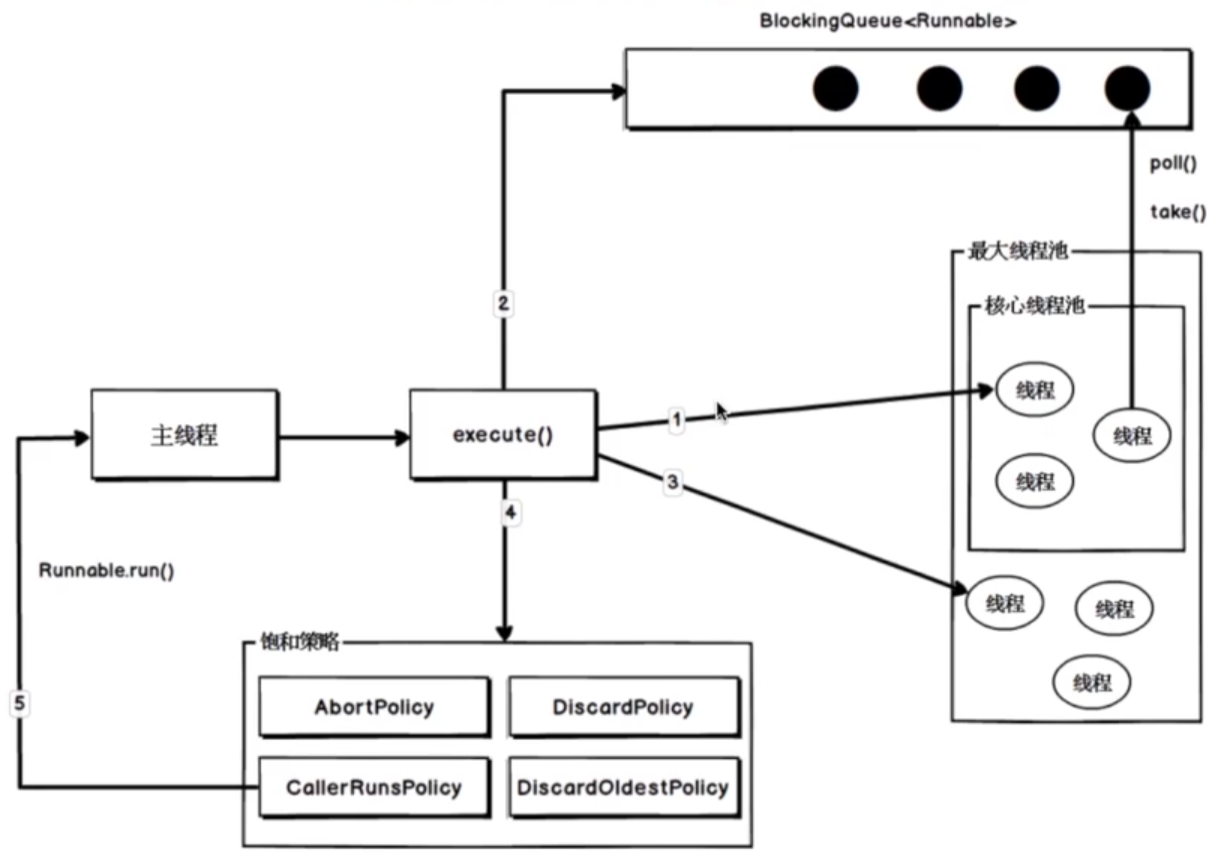 BlockingQueue<Runnable>
poll()
take()
最大线程池
核心线程池
2
线程
1
主线程
execute()
线程
3
线程
4
Runnable.run()
线程
线程
饱和策略
线程
5
AbortPolicy
DiscardPolicy
CallerRunsPolicy
DiscardOldestPolicy